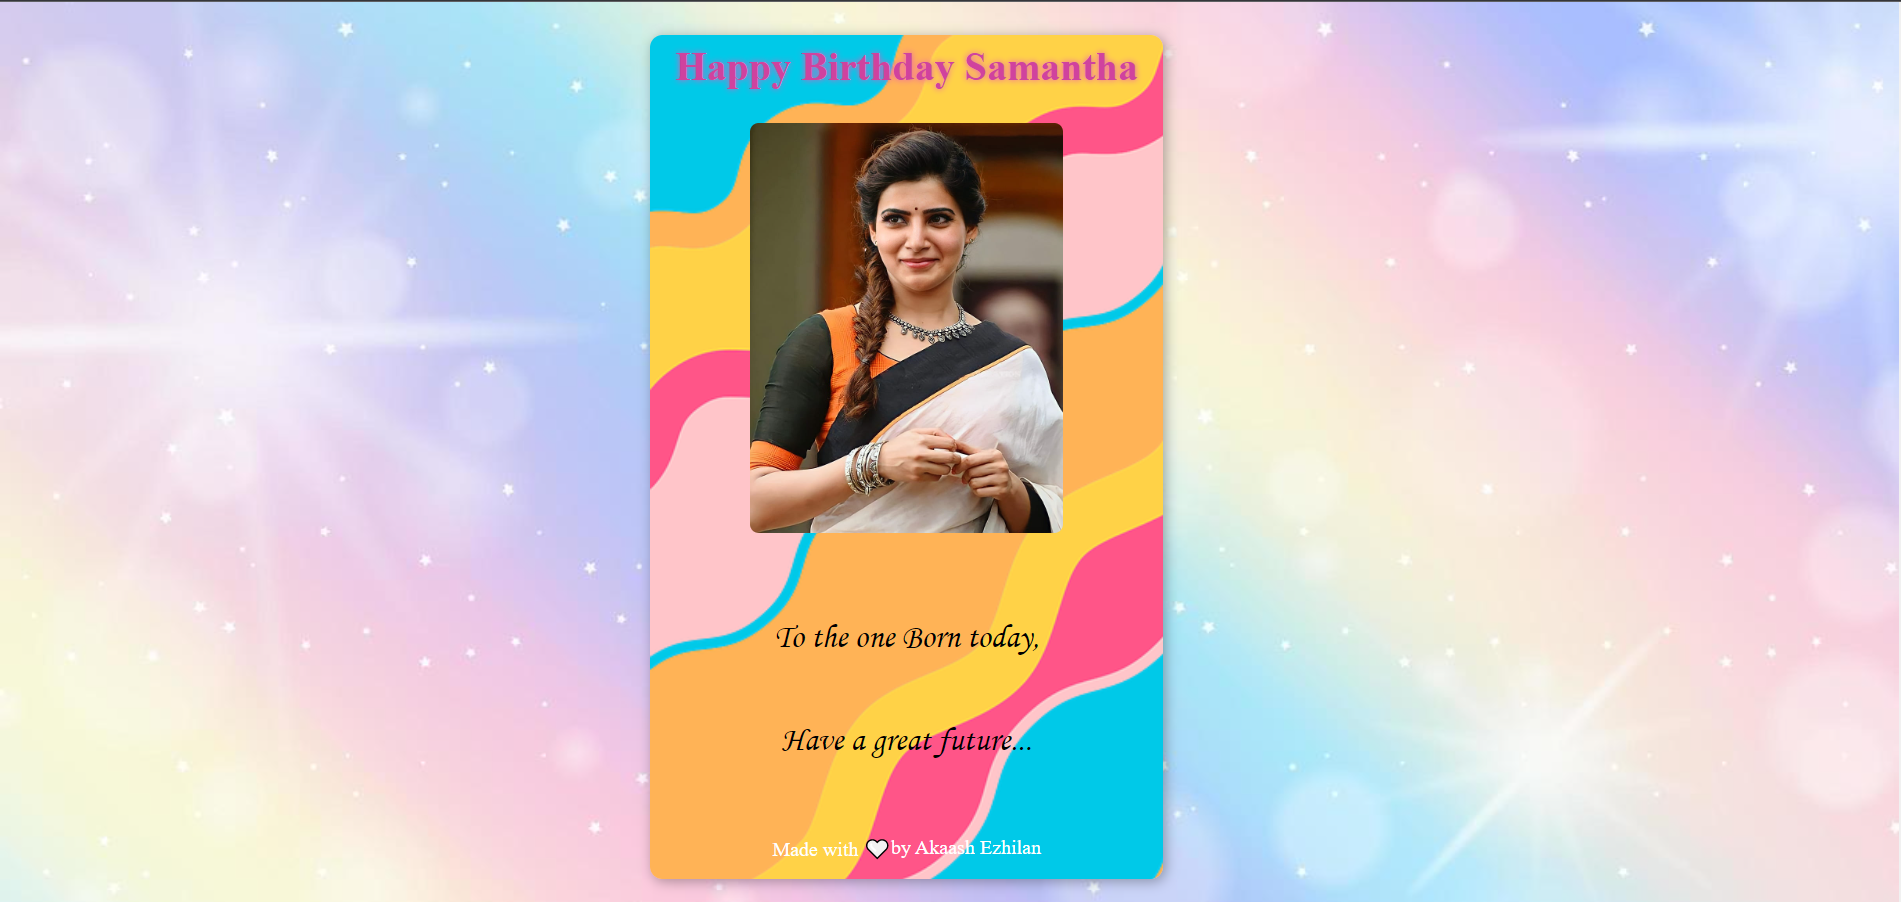 Happy Birthday Samantha
To the one Born today,
Have a great future...
Made with 🤍by Akaash Ezhilan